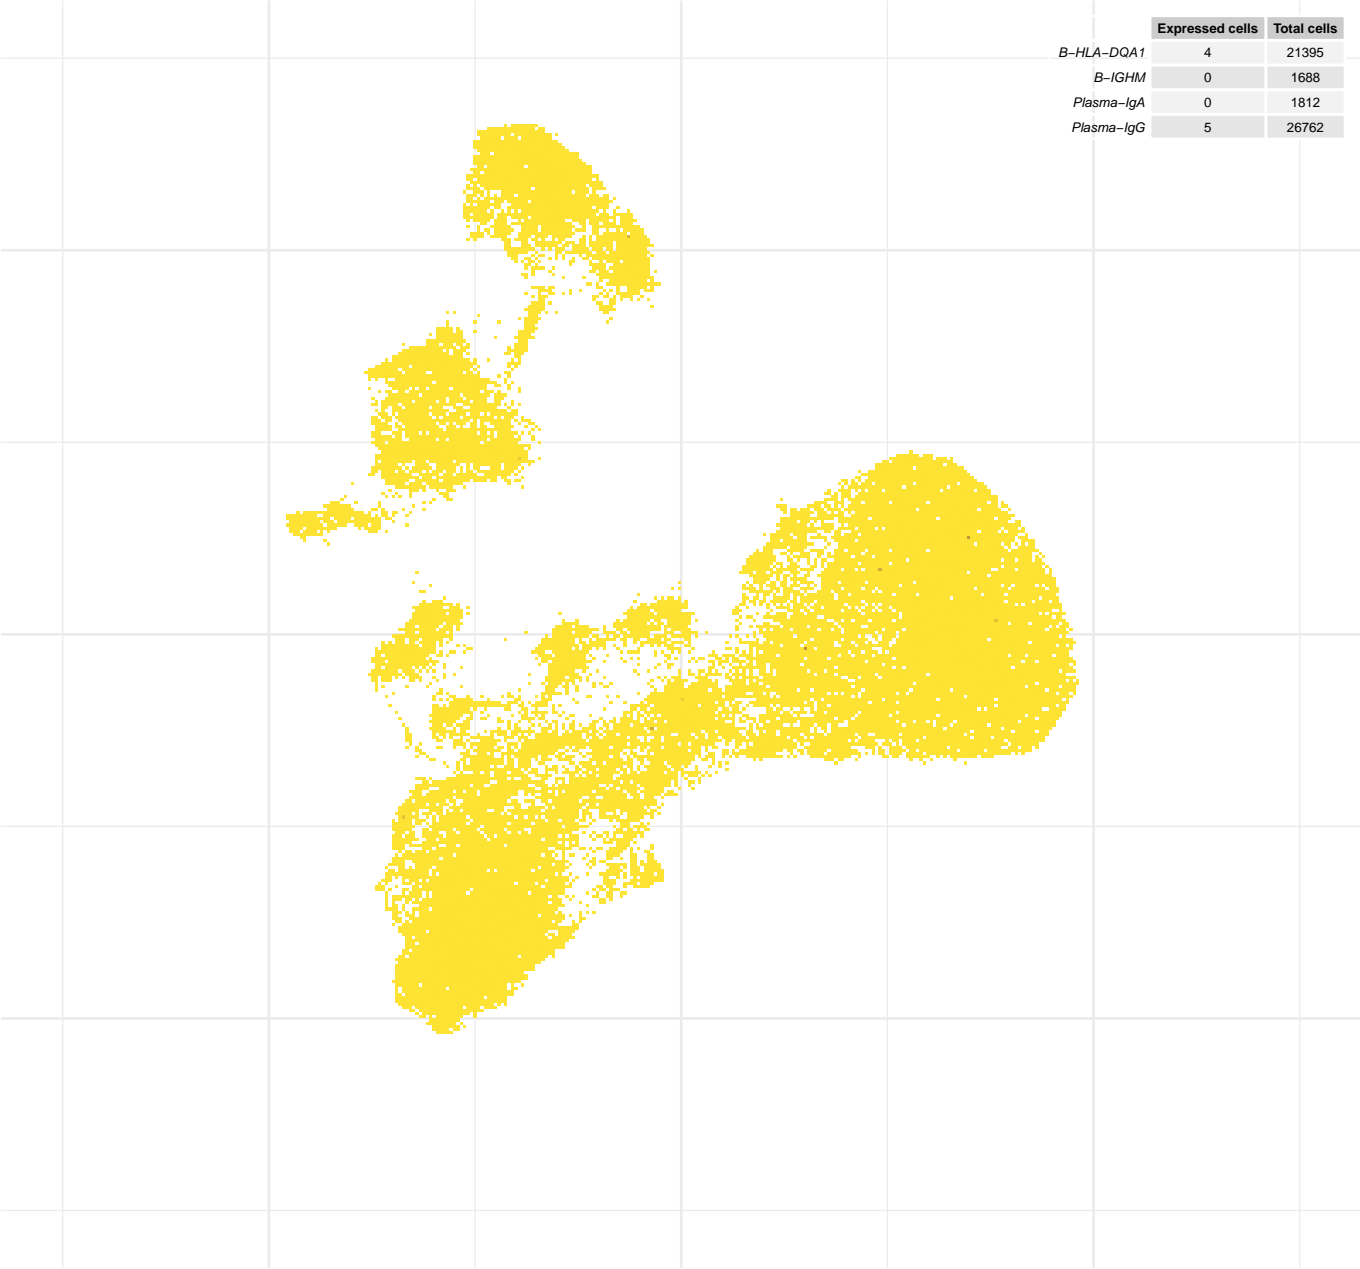 Expressed cells Total cells
B−HLA−DQA1 4 21395
B−IGHM 0 1688
Plasma−IgA 0 1812
Plasma−IgG 5 26762